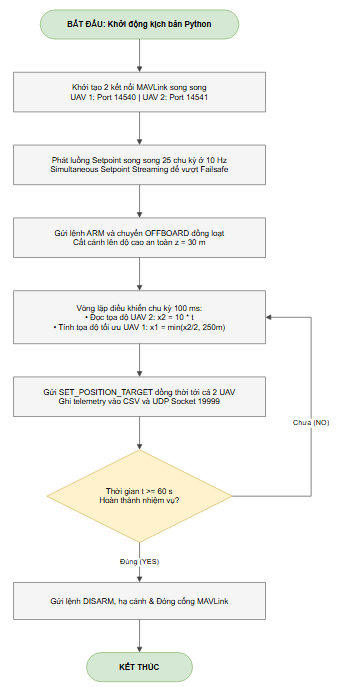 BẮT ĐẦU: Khởi động kịch bản Python
Khởi tạo 2 kết nối MAVLink song song
UAV 1: Port 14540 | UAV 2: Port 14541
Phát luồng Setpoint song song 25 chu kỳ ở 10 Hz
Simultaneous Setpoint Streaming để vượt Failsafe
Gửi lệnh ARM và chuyển OFFBOARD đồng loạt
Cất cánh lên độ cao an toàn z = 30 m
Vòng lặp điều khiển chu kỳ 100 ms:
• Đọc tọa độ UAV 2: x2 = 10 * t
• Tính tọa độ tối ưu UAV 1: x1 = min(x2/2, 250m)
Gửi SET_POSITION_TARGET đồng thời tới cả 2 UAV
Ghi telemetry vào CSV và UDP Socket 19999
Chưa (NO)
Thời gian t >= 60 s
Hoàn thành nhiệm vụ?
Đúng (YES)
Gửi lệnh DISARM, hạ cánh & Đóng cổng MAVLink
KẾT THÚC